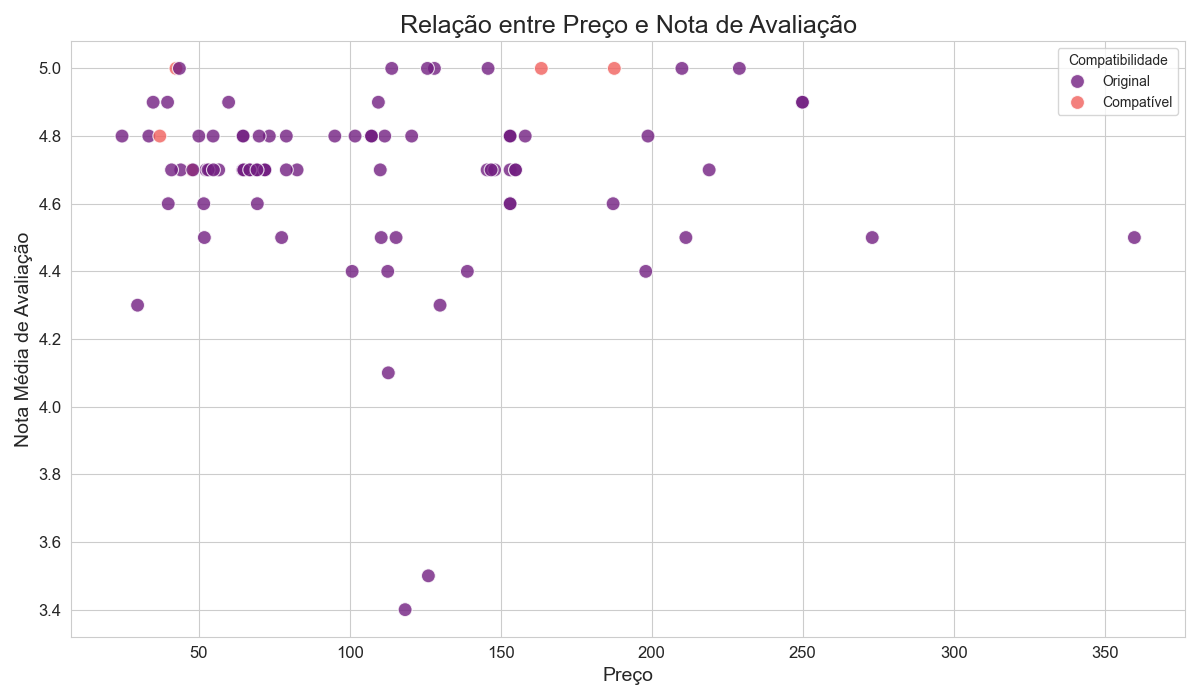 Relação entre Preço e Nota de Avaliação
Compatibilidade
Original
Compatível
Nota Média de Avaliação
5.0
4.8
4.6
4.4
4.2
4.0
3.8
3.6
3.4
50 100 150 200 250 300 350
Preço